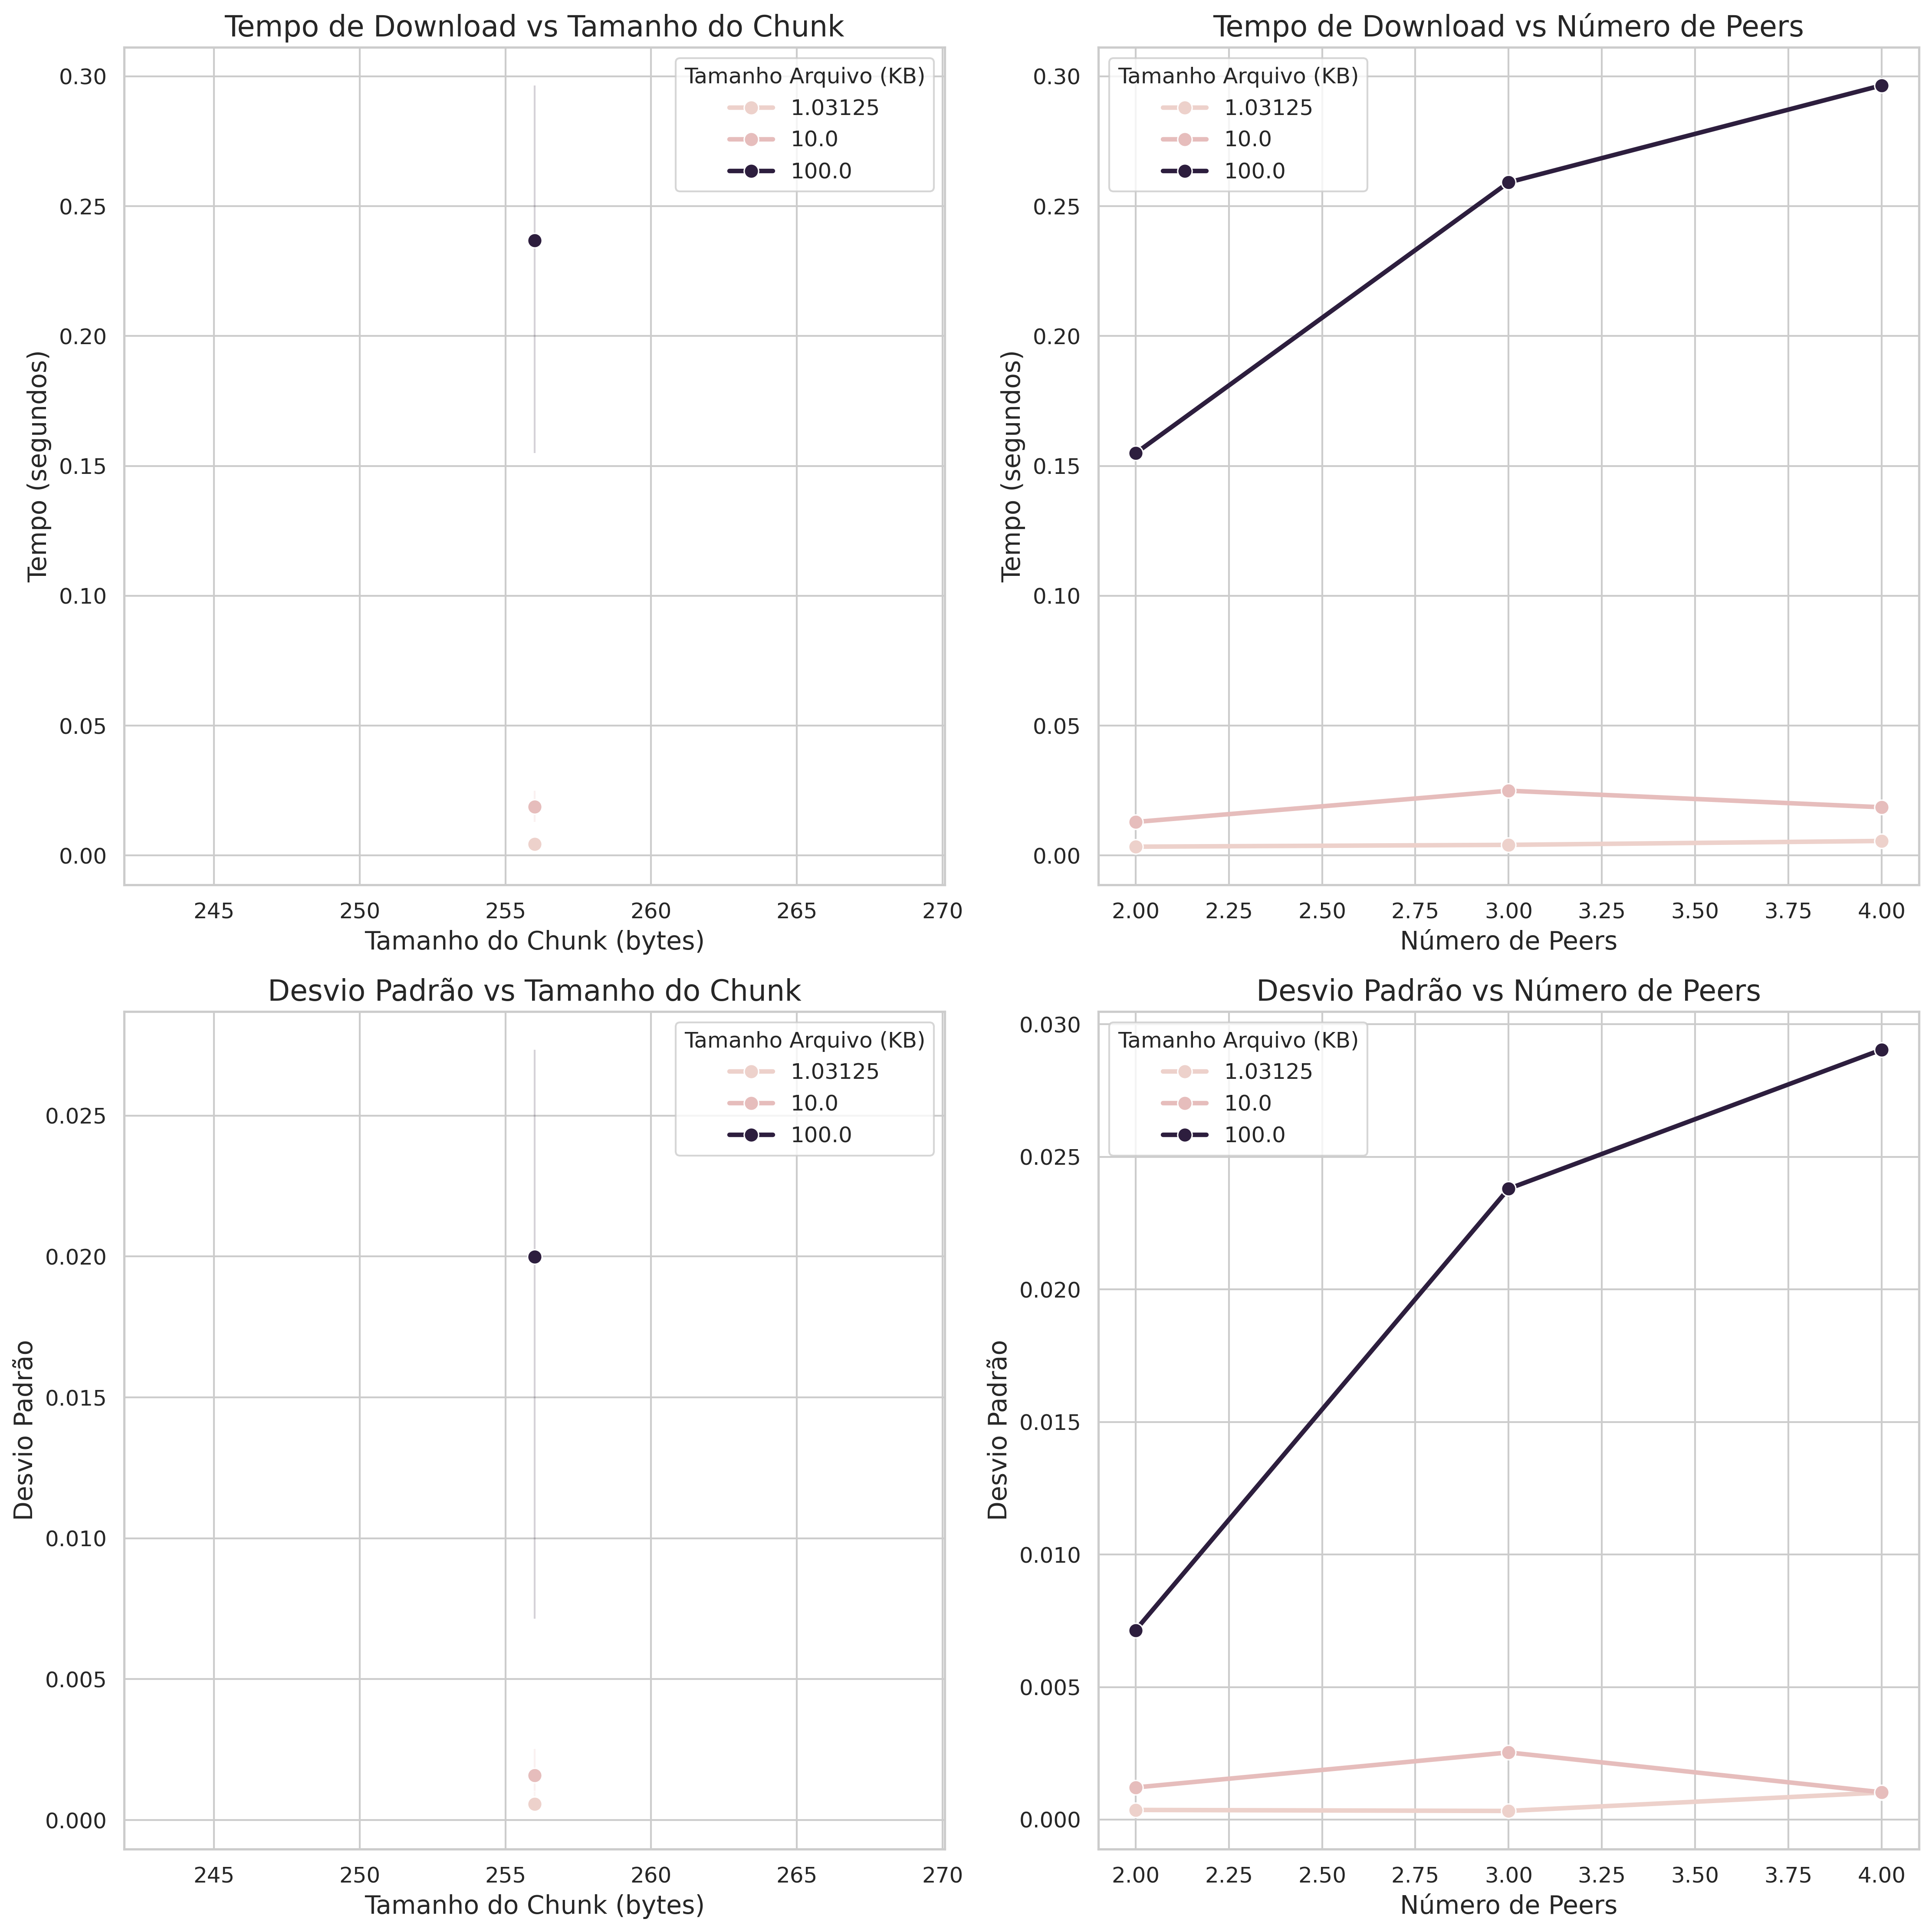 Tempo de Download vs Tamanho do Chunk
Tempo (segundos)
0.30
0.25
0.20
0.15
0.10
0.05
0.00
Tamanho Arquivo (KB)
1.03125
10.0
100.0
245 250 255 260 265 270
Tamanho do Chunk (bytes)
Tempo de Download vs Número de Peers
Tempo (segundos)
0.30
0.25
0.20
0.15
0.10
0.05
0.00
Tamanho Arquivo (KB)
1.03125
10.0
100.0
2.00 2.25 2.50 2.75 3.00 3.25 3.50 3.75 4.00
Número de Peers
Desvio Padrão vs Tamanho do Chunk
Desvio Padrão
0.025
0.020
0.015
0.010
0.005
0.000
Tamanho Arquivo (KB)
1.03125
10.0
100.0
245 250 255 260 265 270
Tamanho do Chunk (bytes)
Desvio Padrão vs Número de Peers
Desvio Padrão
0.030
0.025
0.020
0.015
0.010
0.005
0.000
Tamanho Arquivo (KB)
1.03125
10.0
100.0
2.00 2.25 2.50 2.75 3.00 3.25 3.50 3.75 4.00
Número de Peers